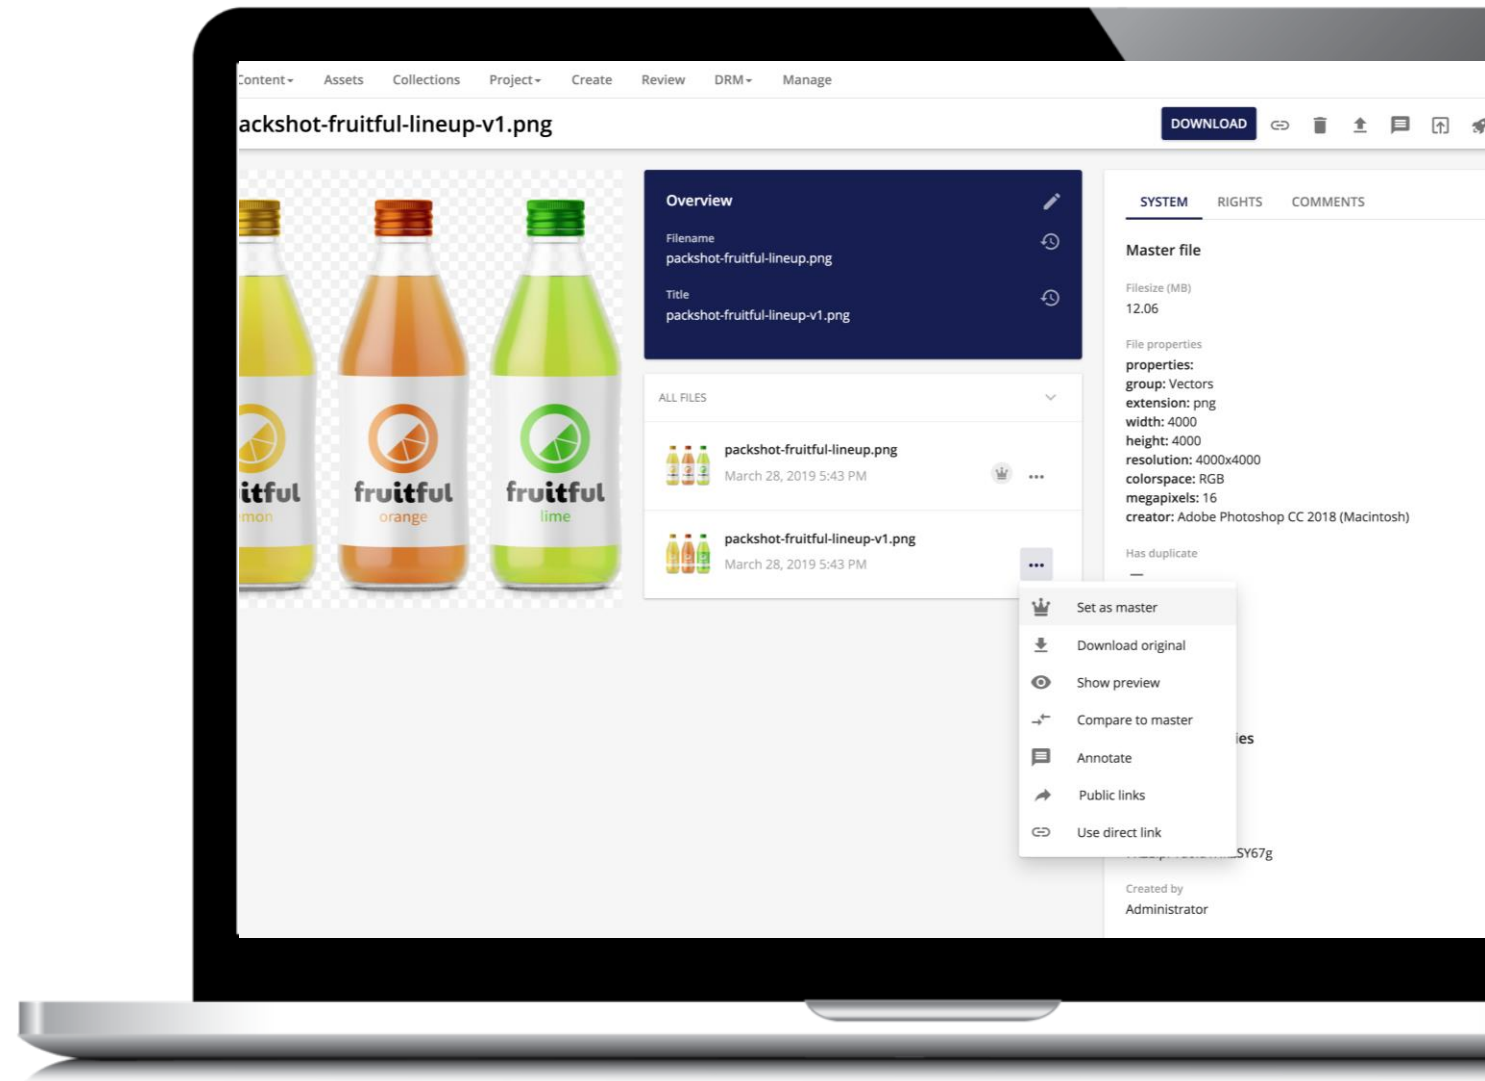 Content
Assets
Collections
Project
Create
Review
DRM
Manage
ackshot-fruitful-lineup-v1.png
DOWNLOAD
itful
mon
fruitful
orange
fruitful
lime
Overview
Filename
packshot-fruitful-lineup.png
Title
packshot-fruitful-lineup-v1.png
ALL FILES
packshot-fruitful-lineup.png
March 28, 2019 5:43 PM
packshot-fruitful-lineup-v1.png
March 28, 2019 5:43 PM
Set as master
Download original
Show preview
Compare to master
Annotate
Public links
Use direct link
SYSTEM
RIGHTS
COMMENTS
Master file
Filesize (MB)
12.06
File properties
properties:
group: Vectors
extension: png
width: 4000
height: 4000
resolution: 4000x4000
colorspace: RGB
megapixels: 16
creator: Adobe Photoshop CC 2018 (Macintosh)
Has duplicate
—
ies
SY67g
Created by
Administrator